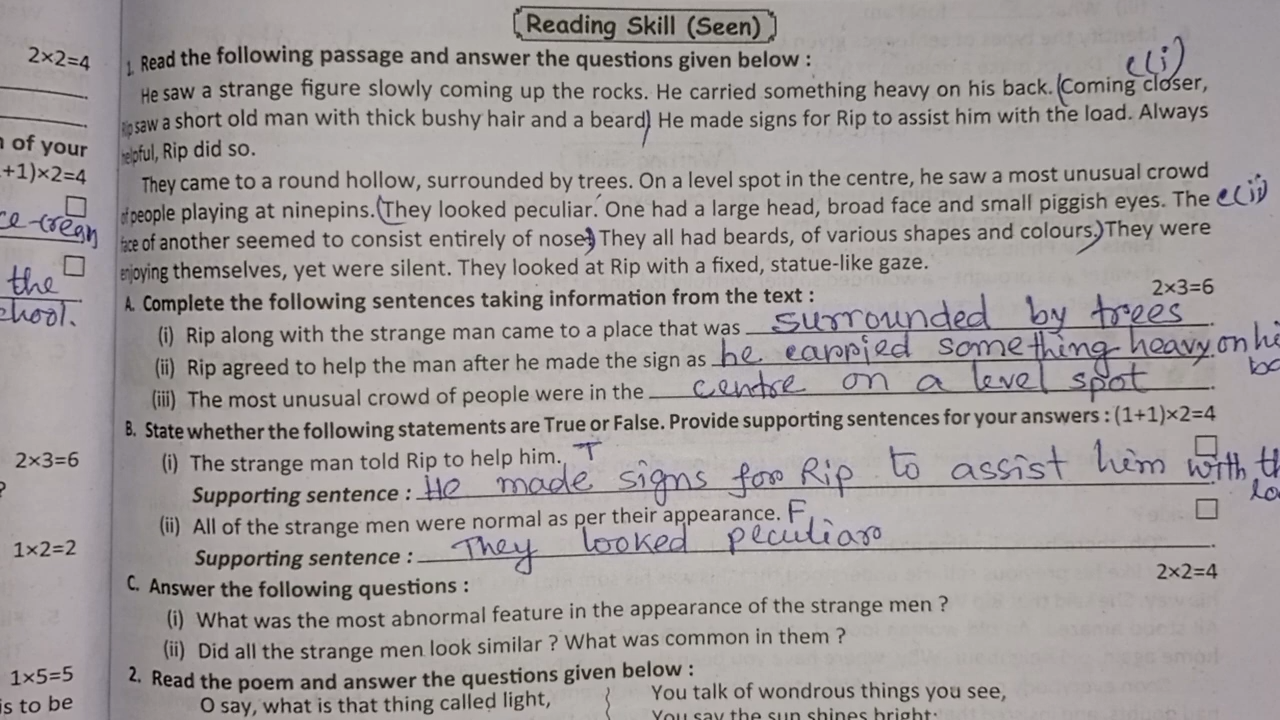 Reading Skill (Seen)
2×2=4
1. Read the following passage and answer the questions given below :
c(i)
He saw a strange figure slowly coming up the rocks. He carried something heavy on his back. (Coming closer,
saw a short old man with thick bushy hair and a beard) He made signs for Rip to assist him with the load. Always
of your
helpful, Rip did so.
+1)×2=4
They came to a round hollow, surrounded by trees. On a level spot in the centre, he saw a most unusual crowd
of people playing at ninepins. (They looked peculiar. One had a large head, broad face and small piggish eyes. The c(ii)
face of another seemed to consist entirely of nose) They all had beards, of various shapes and colours.) They were
enjoying themselves, yet were silent. They looked at Rip with a fixed, statue-like gaze.
the
A. Complete the following sentences taking information from the text : 2×3=6
(i) Rip along with the strange man came to a place that was surrounded by trees.
(ii) Rip agreed to help the man after he made the sign as he carried something heavy on hi
(iii) The most unusual crowd of people were in the centre on a level spot.
B. State whether the following statements are True or False. Provide supporting sentences for your answers : (1+1)×2=4
2×3=6
(i) The strange man told Rip to help him. T
Supporting sentence : He made signs for Rip to assist him with th
(ii) All of the strange men were normal as per their appearance. F
1×2=2
Supporting sentence : They looked peculiar.
C. Answer the following questions : 2×2=4
(i) What was the most abnormal feature in the appearance of the strange men ?
(ii) Did all the strange men look similar ? What was common in them ?
1×5=5
2. Read the poem and answer the questions given below :
is to be
O say, what is that thing called light,
You talk of wondrous things you see,
You say the sun shines bright;